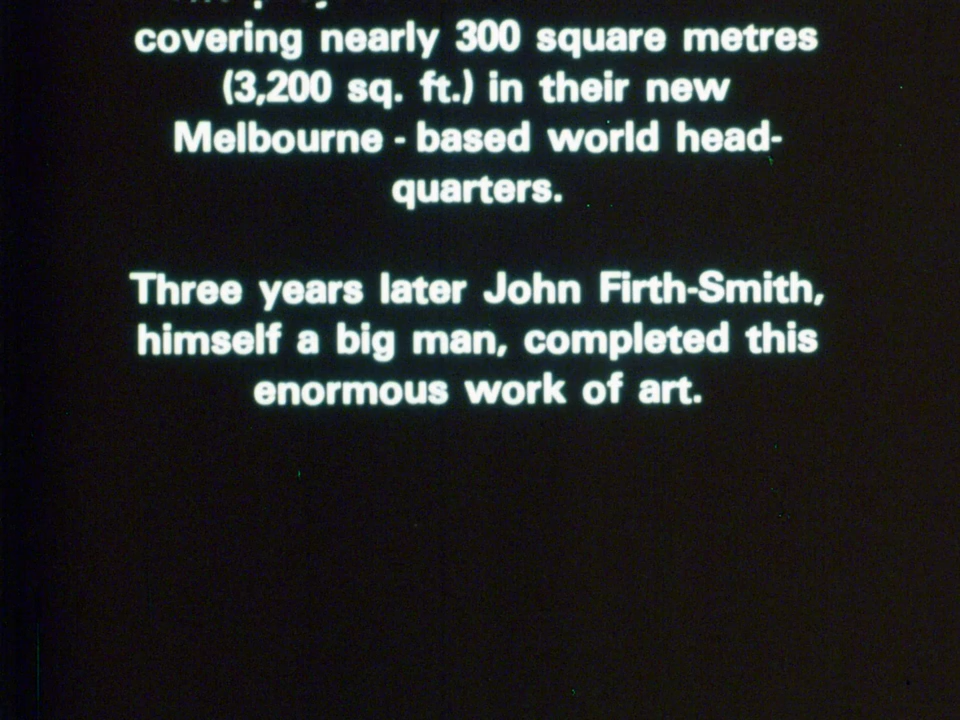 covering nearly 300 square metres
(3,200 sq. ft.) in their new
Melbourne - based world head-
quarters.
Three years later John Firth-Smith,
himself a big man, completed this
enormous work of art.